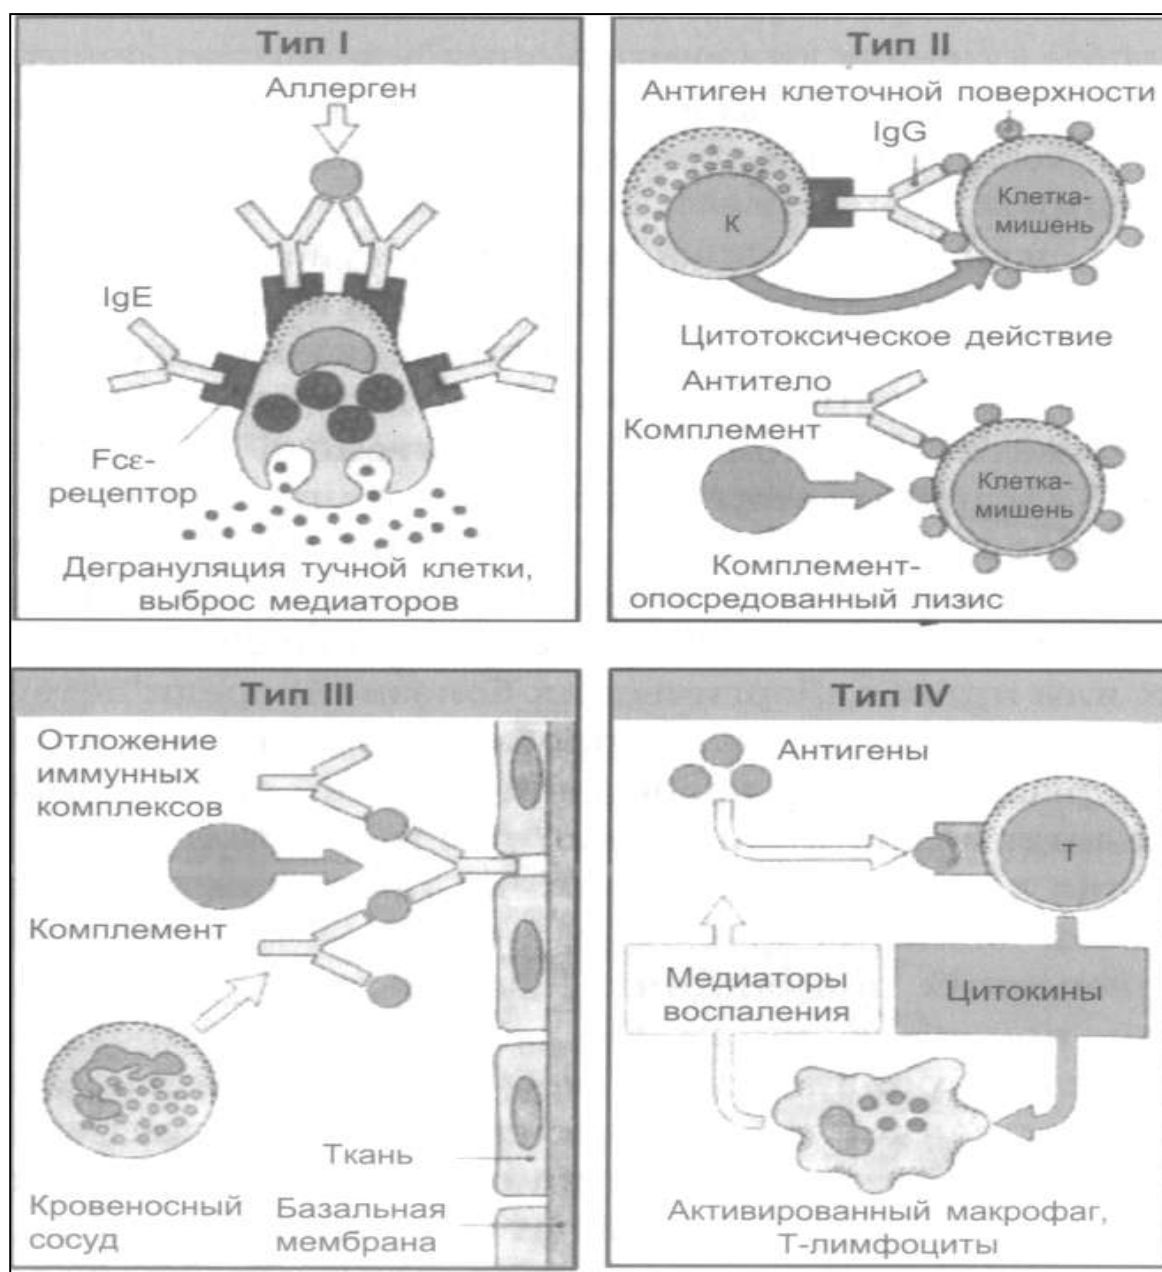 Тип I
Аллерген
IgE
Fcε-
рецептор
Дегрануляция тучной клетки,
выброс медиаторов
Тип II
Антиген клеточной поверхности
IgG
К
Клетка-
мишень
Цитотоксическое действие
Антитело
Комплемент
Клетка-
мишень
Комплемент-
опосредованный лизис
Тип III
Отложение
иммунных
комплексов
Комплемент
Ткань
Кровеносный
сосуд
Базальная
мембрана
Тип IV
Антигены
Т
Медиаторы
воспаления
Цитокины
Активированный макрофаг,
Т-лимфоциты